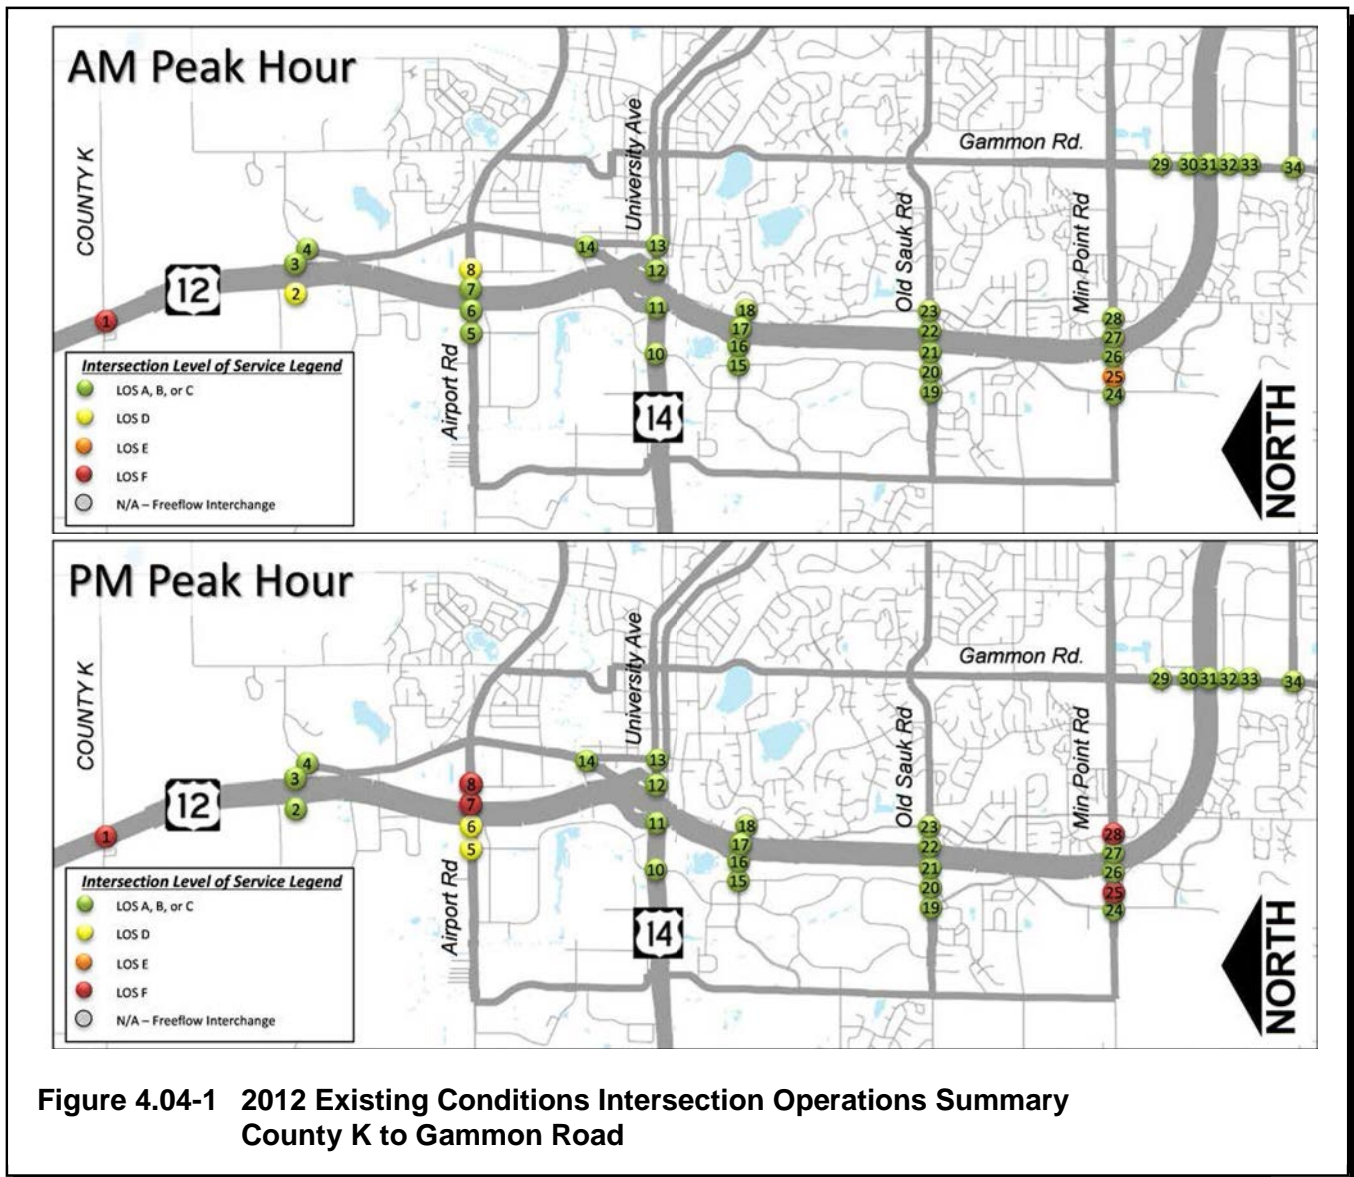 AM Peak Hour
COUNTY K
University Ave
Gammon Rd.
29 30 31 32 33 34
Old Sauk Rd
Min Point Rd
4
3
2
12
1
8
7
6
5
14
13
12
11
10
18
17
16
15
23
22
21
20
19
28
27
26
25
24
Airport Rd
14
NORTH
Intersection Level of Service Legend
LOS A, B, or C
LOS D
LOS E
LOS F
N/A – Freeflow Interchange
PM Peak Hour
COUNTY K
University Ave
Gammon Rd.
29 30 31 32 33 34
Old Sauk Rd
Min Point Rd
4
3
2
12
1
8
7
6
5
14
13
12
11
10
18
17
16
15
23
22
21
20
19
28
27
26
25
24
Airport Rd
14
NORTH
Intersection Level of Service Legend
LOS A, B, or C
LOS D
LOS E
LOS F
N/A – Freeflow Interchange
Figure 4.04-1 2012 Existing Conditions Intersection Operations Summary
County K to Gammon Road